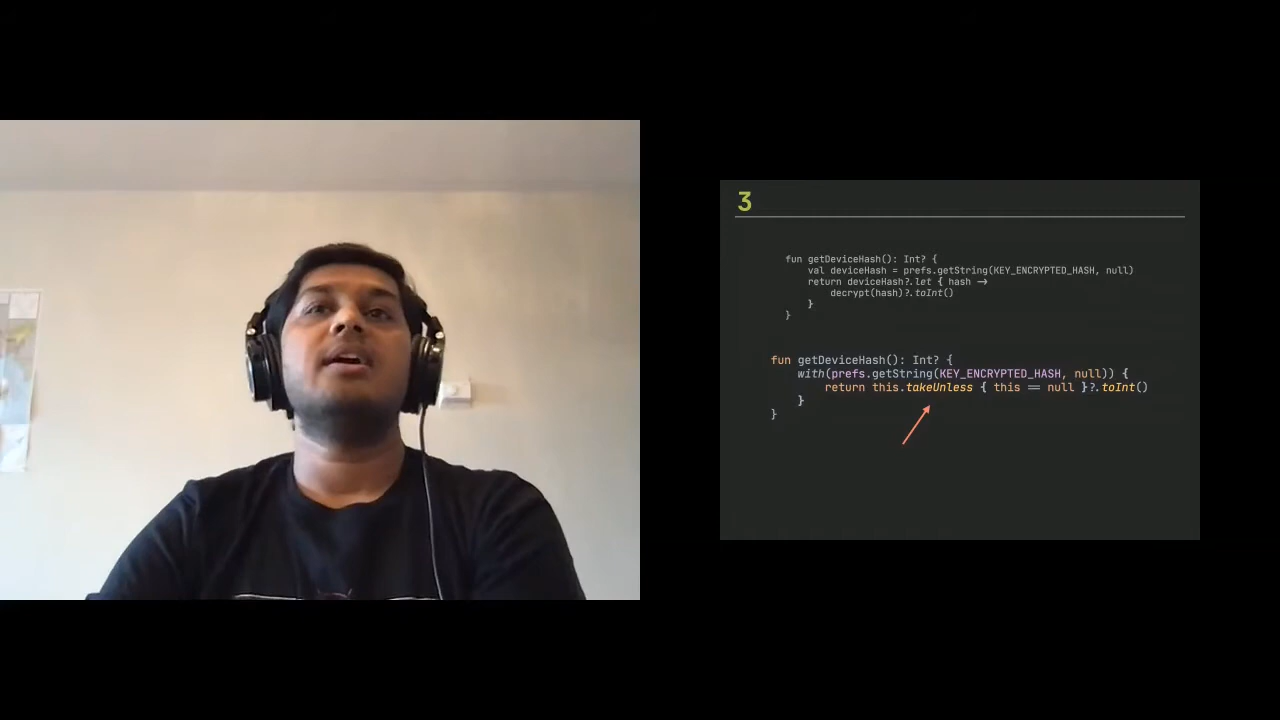 3
fun getDeviceHash(): Int? {
val deviceHash = prefs.getString(KEY_ENCRYPTED_HASH, null)
return deviceHash?.let { hash →
decrypt(hash)?.toInt()
}
}
fun getDeviceHash(): Int? {
with(prefs.getString(KEY_ENCRYPTED_HASH, null)) {
return this.takeUnless { this == null }?.toInt()
}
}